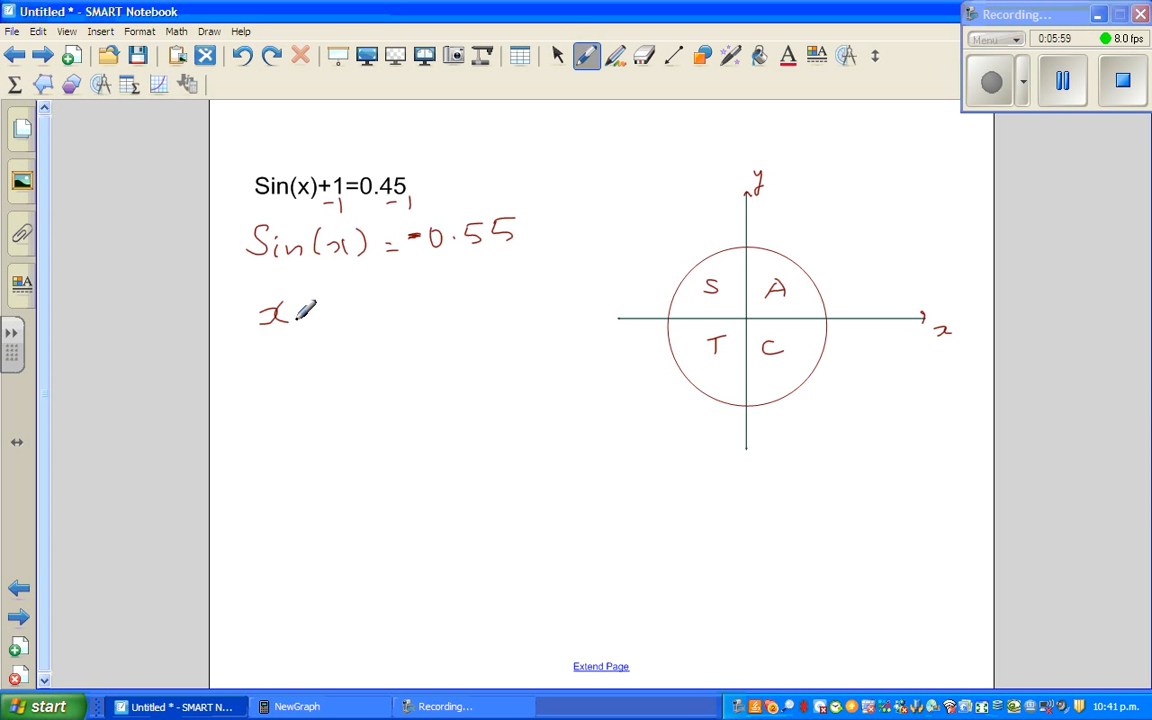 Untitled * - SMART Notebook
Recording...
File Edit View Insert Format Math Draw Help
Menu
0:05:59
8.0 fps
Sin(x)+1=0.45
-1 -1
Sin(x) = -0.55
x
y
S A
T C
x
Extend Page
start
Untitled * - SMART N...
NewGraph
Recording...
10:41 p.m.